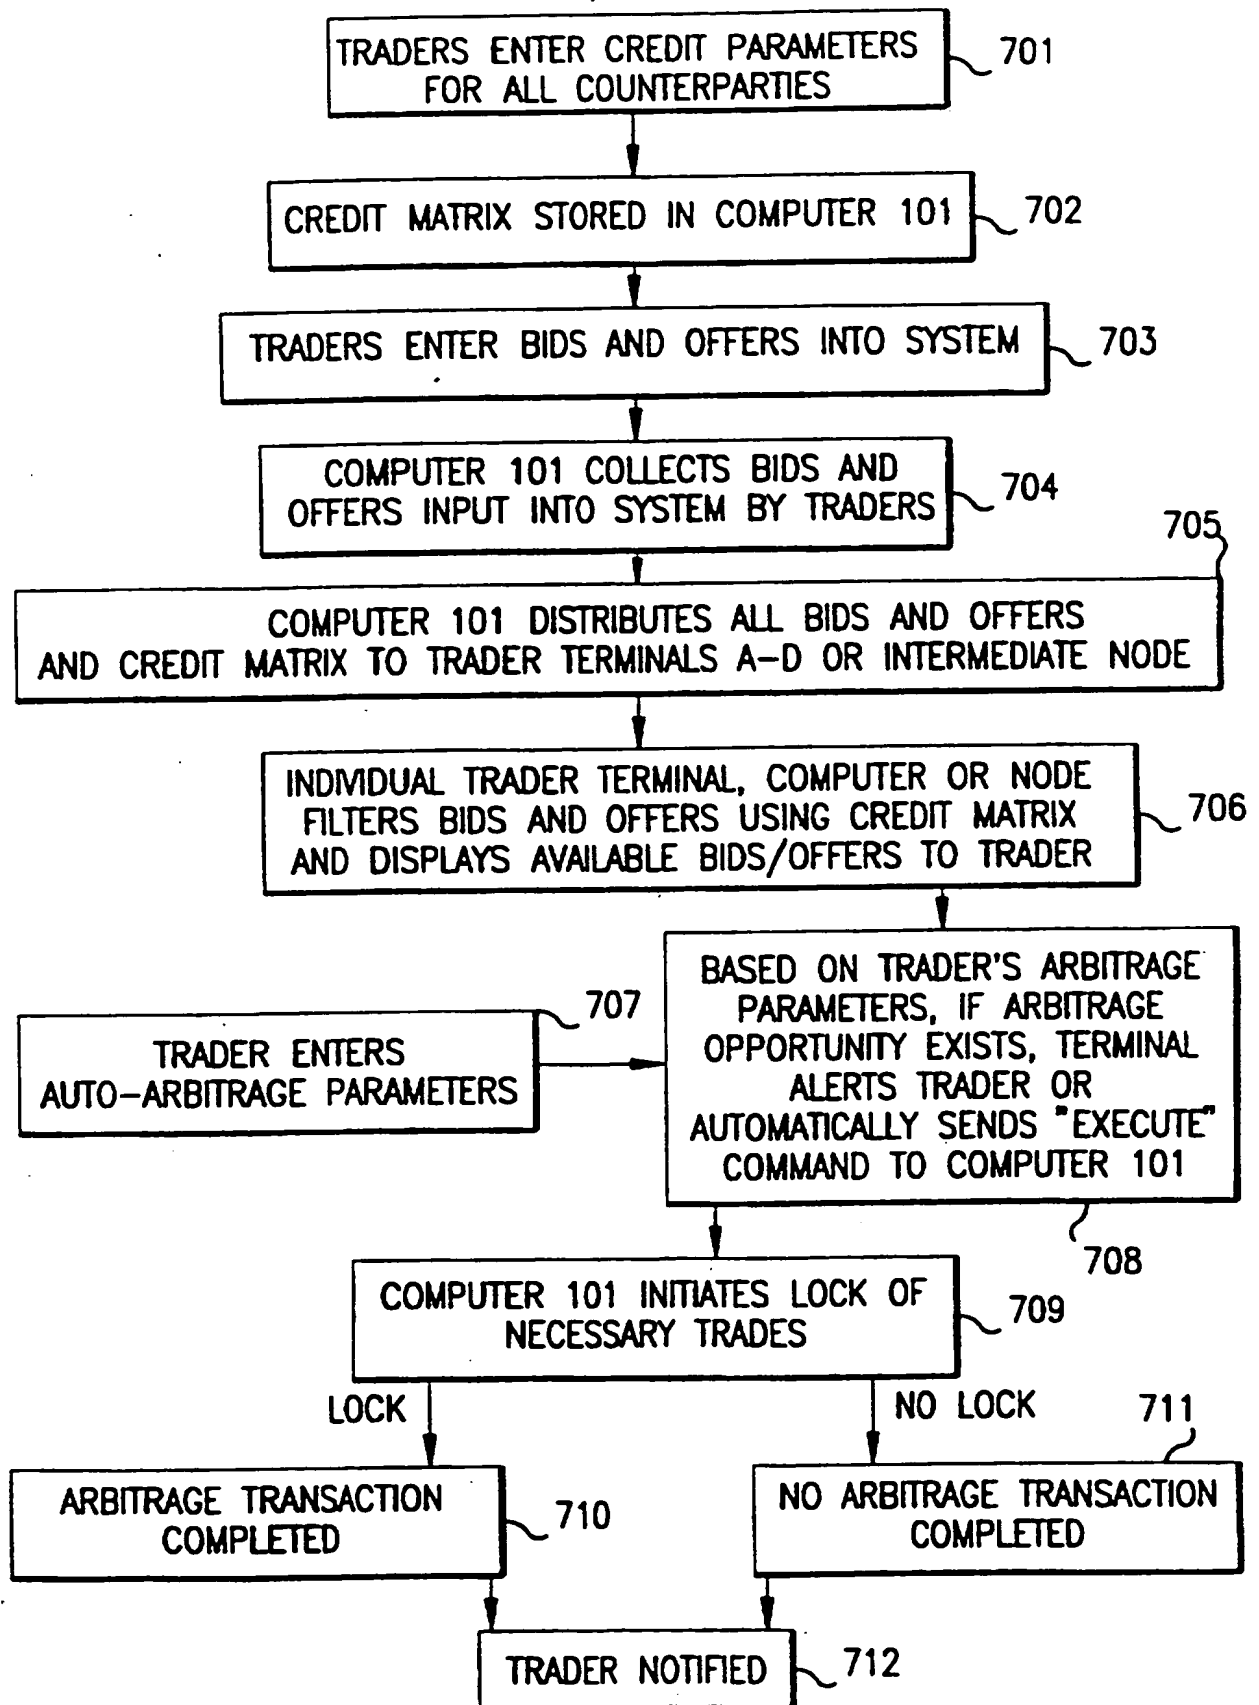 TRADERS ENTER CREDIT PARAMETERS
FOR ALL COUNTERPARTIES
701
CREDIT MATRIX STORED IN COMPUTER 101
702
TRADERS ENTER BIDS AND OFFERS INTO SYSTEM
703
COMPUTER 101 COLLECTS BIDS AND
OFFERS INPUT INTO SYSTEM BY TRADERS
704
705
COMPUTER 101 DISTRIBUTES ALL BIDS AND OFFERS
AND CREDIT MATRIX TO TRADER TERMINALS A-D OR INTERMEDIATE NODE
INDIVIDUAL TRADER TERMINAL, COMPUTER OR NODE
FILTERS BIDS AND OFFERS USING CREDIT MATRIX
AND DISPLAYS AVAILABLE BIDS/OFFERS TO TRADER
706
707
TRADER ENTERS
AUTO-ARBITRAGE PARAMETERS
BASED ON TRADER'S ARBITRAGE
PARAMETERS, IF ARBITRAGE
OPPORTUNITY EXISTS, TERMINAL
ALERTS TRADER OR
AUTOMATICALLY SENDS "EXECUTE"
COMMAND TO COMPUTER 101
708
COMPUTER 101 INITIATES LOCK OF
NECESSARY TRADES
709
LOCK
NO LOCK
711
ARBITRAGE TRANSACTION
COMPLETED
710
NO ARBITRAGE TRANSACTION
COMPLETED
TRADER NOTIFIED
712